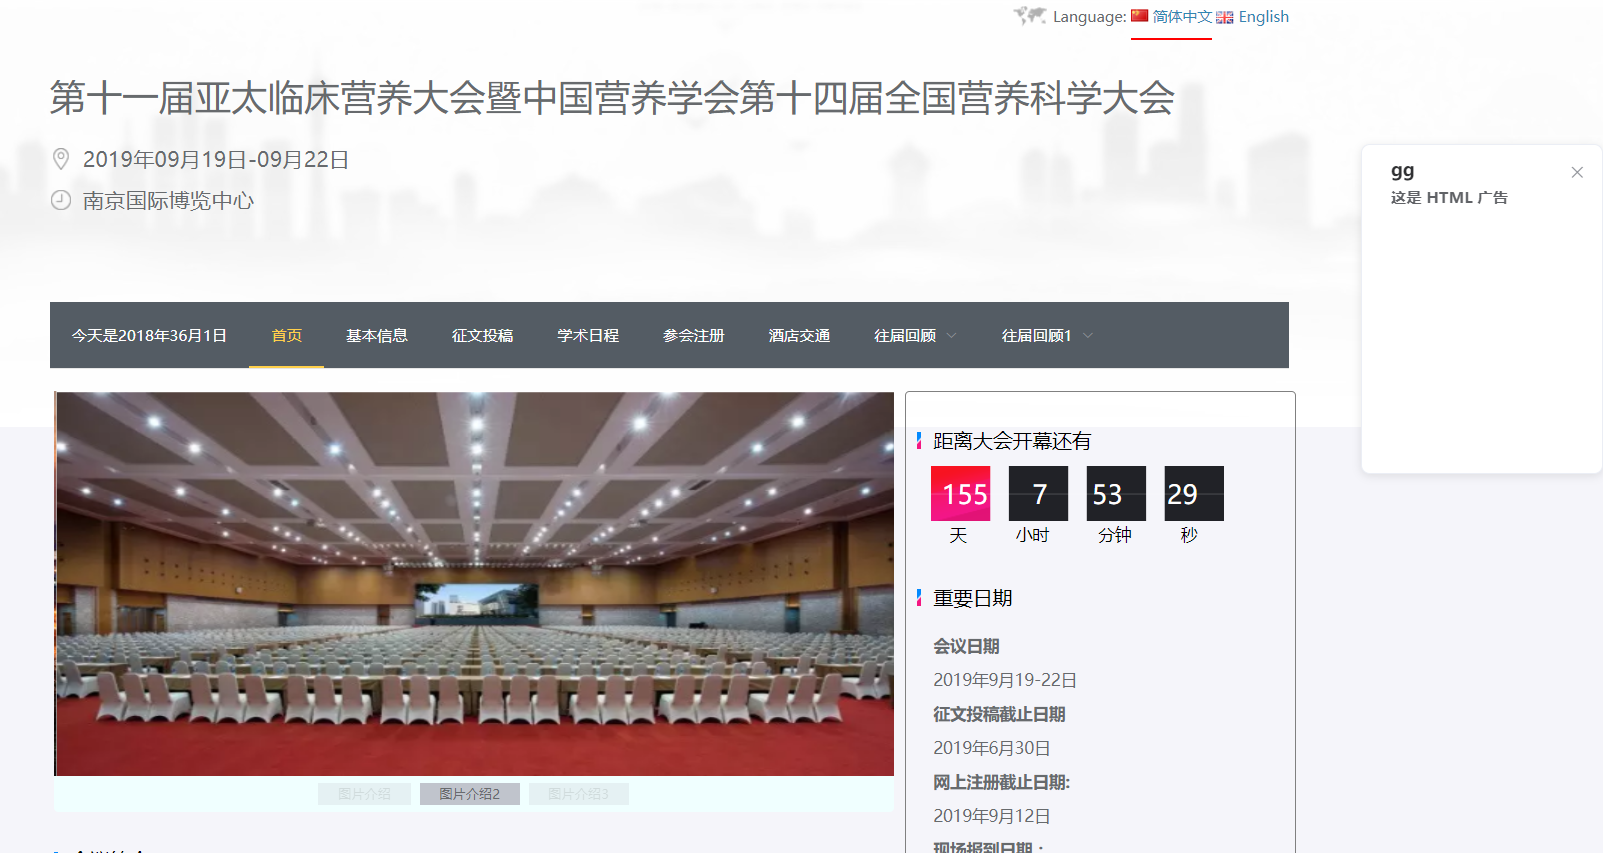 Language: 简体中文 English
第十一届亚太临床营养大会暨中国营养学会第十四届全国营养科学大会
2019年09月19日-09月22日
南京国际博览中心
gg
这是 HTML 广告
今天是2018年36月1日 首页 基本信息 征文投稿 学术日程 参会注册 酒店交通 往届回顾 往届回顾1
距离大会开幕还有
155 7 53 29
天 小时 分钟 秒
重要日期
会议日期
2019年9月19-22日
征文投稿截止日期
2019年6月30日
网上注册截止日期:
2019年9月12日
现场报到日期：
图片介绍 图片介绍2 图片介绍3